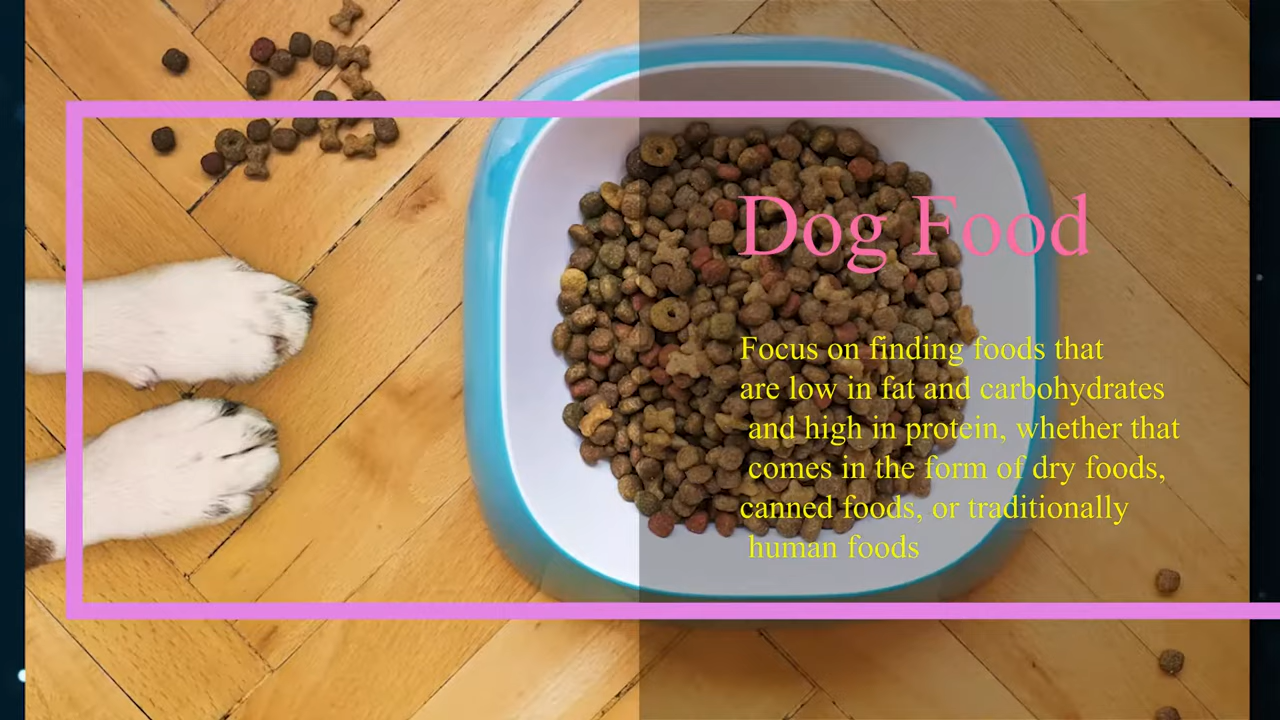 Dog Food
Focus on finding foods that
are low in fat and carbohydrates
and high in protein, whether that
comes in the form of dry foods,
canned foods, or traditionally
human foods